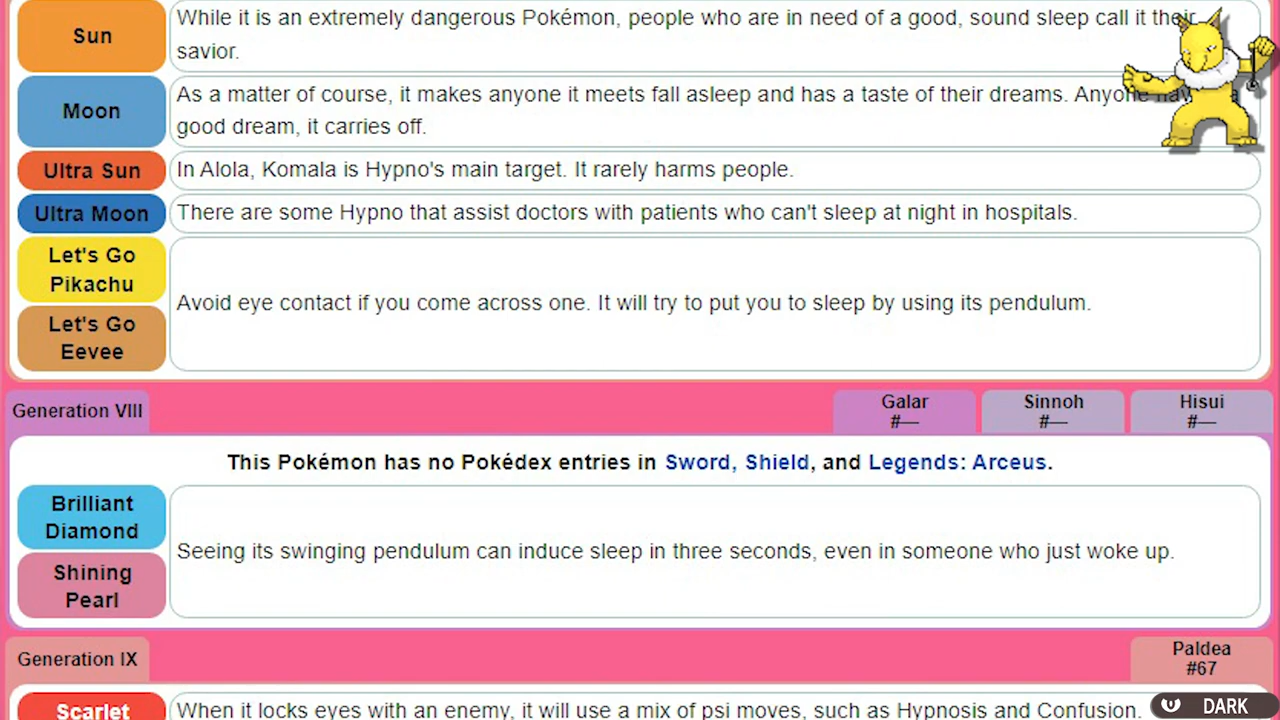 Sun
While it is an extremely dangerous Pokémon, people who are in need of a good, sound sleep call it their
savior.
Moon
As a matter of course, it makes anyone it meets fall asleep and has a taste of their dreams. Anyone
good dream, it carries off.
Ultra Sun
In Alola, Komala is Hypno's main target. It rarely harms people.
Ultra Moon
There are some Hypno that assist doctors with patients who can't sleep at night in hospitals.
Let's Go
Pikachu
Let's Go
Eevee
Avoid eye contact if you come across one. It will try to put you to sleep by using its pendulum.
Generation VIII
Galar
#—
Sinnoh
#—
Hisui
#—
This Pokémon has no Pokédex entries in Sword, Shield, and Legends: Arceus.
Brilliant
Diamond
Shining
Pearl
Seeing its swinging pendulum can induce sleep in three seconds, even in someone who just woke up.
Generation IX
Paldea
#67
Scarlet
When it locks eyes with an enemy, it will use a mix of psi moves, such as Hypnosis and Confusion.
DARK